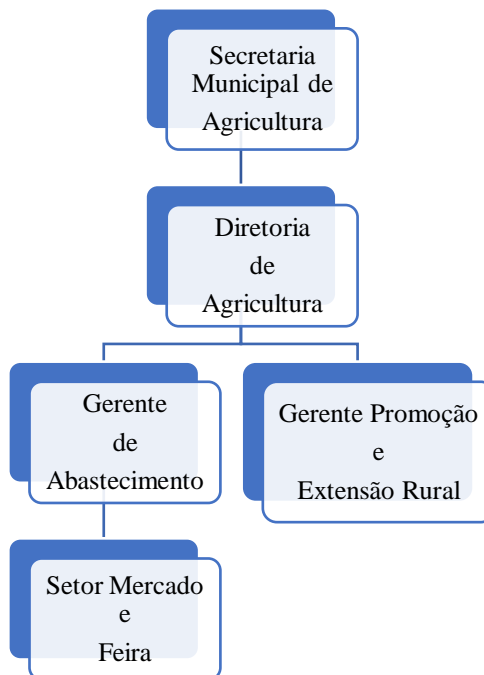 Secretaria
Municipal de
Agricultura
Diretoria
de
Agricultura
Gerente
de
Abastecimento
Gerente Promoção
e
Extensão Rural
Setor Mercado
e
Feira